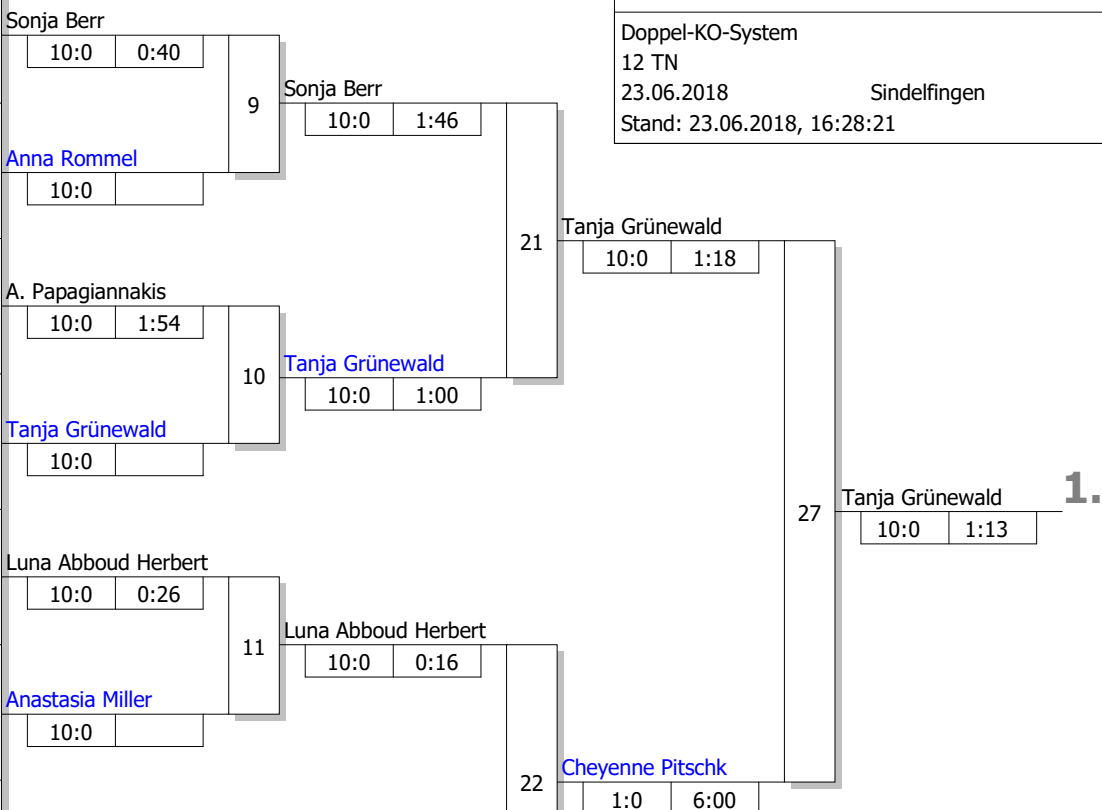 Doppel-KO-System
12 TN
23.06.2018 Sindelfingen
Stand: 23.06.2018, 16:28:21
Sonja Berr
10:0 0:40
9
Sonja Berr
10:0 1:46
Anna Rommel
10:0
21
Tanja Grünewald
10:0 1:18
A. Papagiannakis
10:0 1:54
10
Tanja Grünewald
10:0 1:00
Tanja Grünewald
10:0
27
Tanja Grünewald 1.
10:0 1:13
Luna Abboud Herbert
10:0 0:26
11
Luna Abboud Herbert
10:0 0:16
Anastasia Miller
10:0
22
Cheyenne Pitschk
1:0 6:00